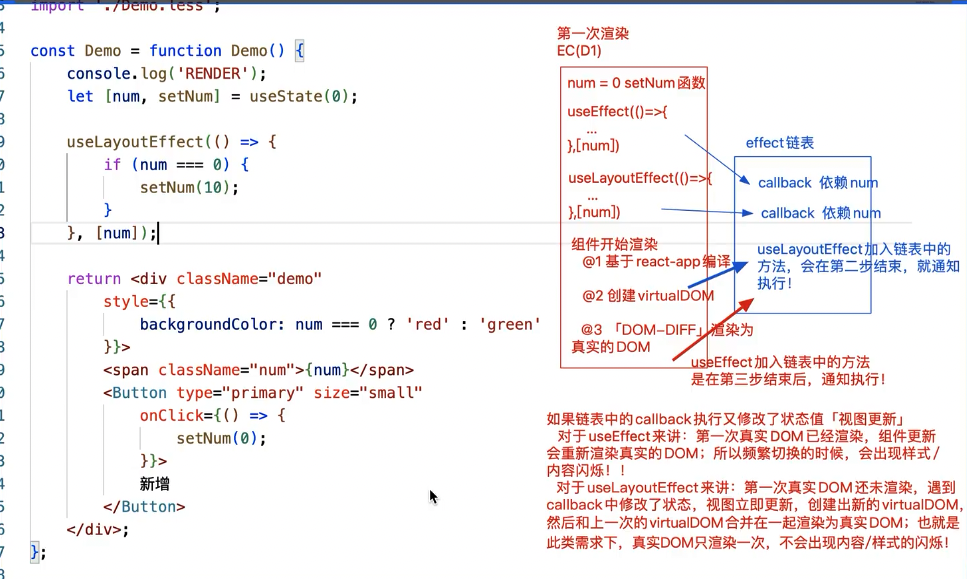 import './Demo.less';
const Demo = function Demo() {
console.log('RENDER');
let [num, setNum] = useState(0);
useLayoutEffect(() => {
if (num === 0) {
setNum(10);
}
}, [num]);
return <div className="demo"
style={{
backgroundColor: num === 0 ? 'red' : 'green'
}}>
<span className="num">{num}</span>
<Button type="primary" size="small"
onClick={() => {
setNum(0);
}}>
新增
</Button>
</div>;
};
第一次渲染
EC(D1)
num = 0 setNum函数
useEffect(()=>{
...
},[num])
useLayoutEffect(()=>{
...
},[num])
组件开始渲染
@1 基于react-app编译
@2 创建virtualDOM
@3 「DOM-DIFF」渲染为
真实的DOM
effect链表
callback 依赖num
callback 依赖num
useLayoutEffect加入链表中的
方法，会在第二步结束，就通知
执行！
useEffect加入链表中的方法
是在第三步结束后，通知执行！
如果链表中的callback执行又修改了状态值「视图更新」
对于useEffect来讲：第一次真实DOM已经渲染，组件更新
会重新渲染真实的DOM；所以频繁切换的时候，会出现样式/
内容闪烁！！
对于useLayoutEffect来讲：第一次真实DOM还未渲染，遇到
callback中修改了状态，视图立即更新，创建出新的virtualDOM，
然后和上一次的virtualDOM合并在一起渲染为真实DOM；也就是
此类需求下，真实DOM只渲染一次，不会出现内容/样式的闪烁！